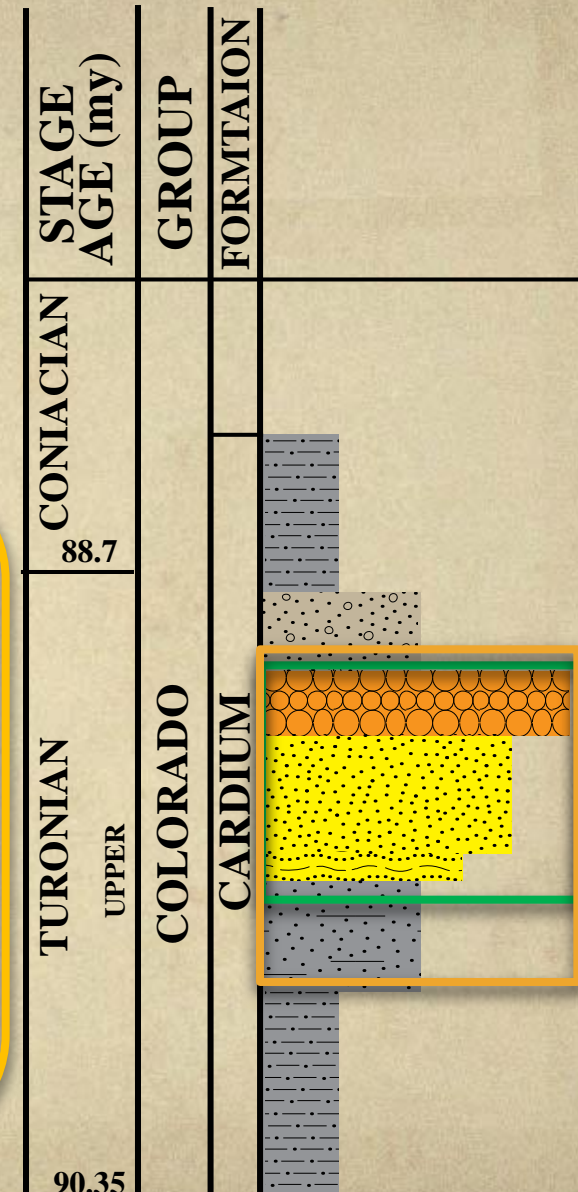 STAGE
AGE (my)
GROUP
FORMTAION
CONIACIAN
88.7
TURONIAN
UPPER
COLORADO
CARDIUM
90.35